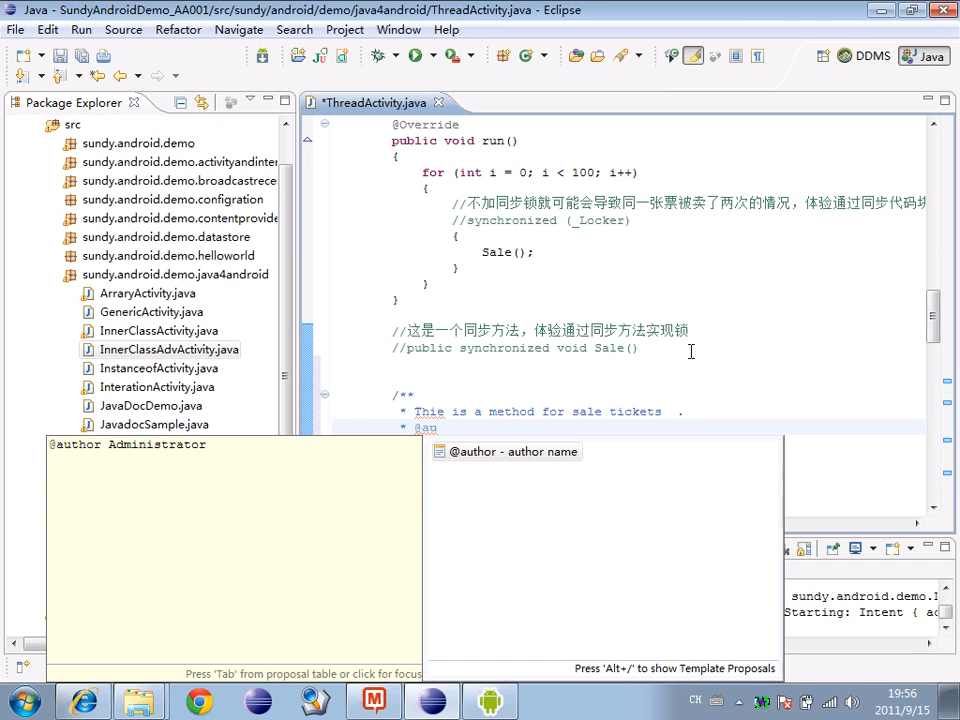 Java - SundyAndroidDemo_AA001/src/sundy/android/demo/java4android/ThreadActivity.java - Eclipse
File Edit Run Source Refactor Navigate Search Project Window Help
DDMS Java
Package Explorer
*ThreadActivity.java
src
sundy.android.demo
sundy.android.demo.activityandinter
sundy.android.demo.broadcastrece
sundy.android.demo.configration
sundy.android.demo.contentprovide
sundy.android.demo.datastore
sundy.android.demo.helloworld
sundy.android.demo.java4android
ArraryActivity.java
GenericActivity.java
InnerClassActivity.java
InnerClassAdvActivity.java
InstanceofActivity.java
InterationActivity.java
JavaDocDemo.java
JavadocSample.java
@Override
public void run()
{
for (int i = 0; i < 100; i++)
{
//不加同步锁就可能会导致同一张票被卖了两次的情况，体验通过同步代码块
//synchronized (_Locker)
{
Sale();
}
}
}
//这是一个同步方法，体验通过同步方法实现锁
//public synchronized void Sale()
/**
* Thie is a method for sale tickets .
* @au
@author Administrator
@author - author name
Press 'Tab' from proposal table or click for focus
Press 'Alt+/' to show Template Proposals
sundy.android.demo.
Starting: Intent { ac
CH
19:56
2011/9/15